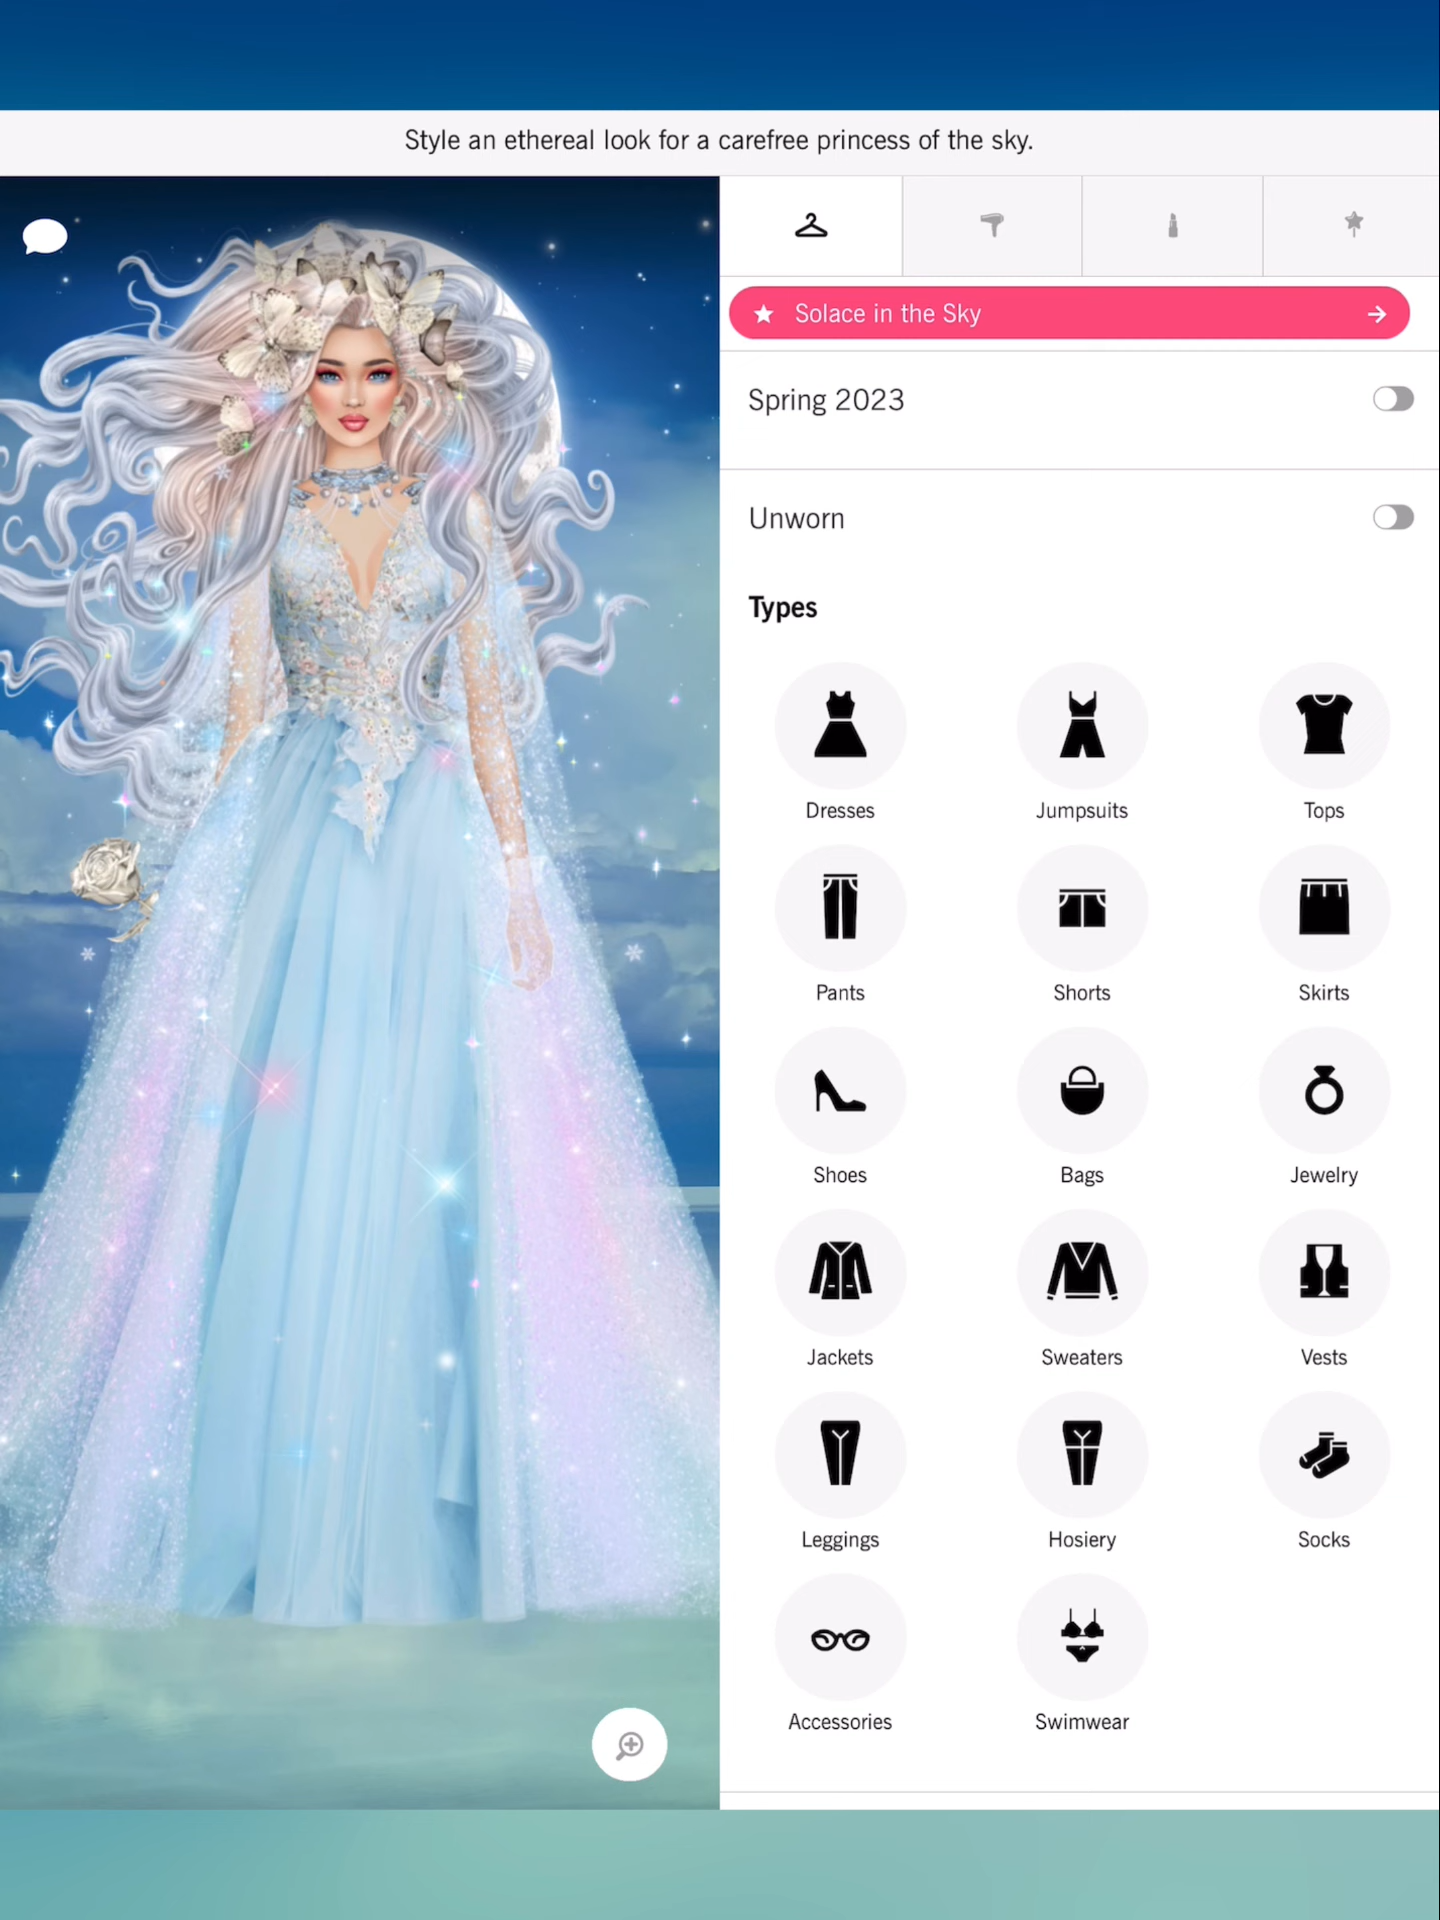 Style an ethereal look for a carefree princess of the sky.
Solace in the Sky
Spring 2023
Unworn
Types
Dresses
Jumpsuits
Tops
Pants
Shorts
Skirts
Shoes
Bags
Jewelry
Jackets
Sweaters
Vests
Leggings
Hosiery
Socks
Accessories
Swimwear